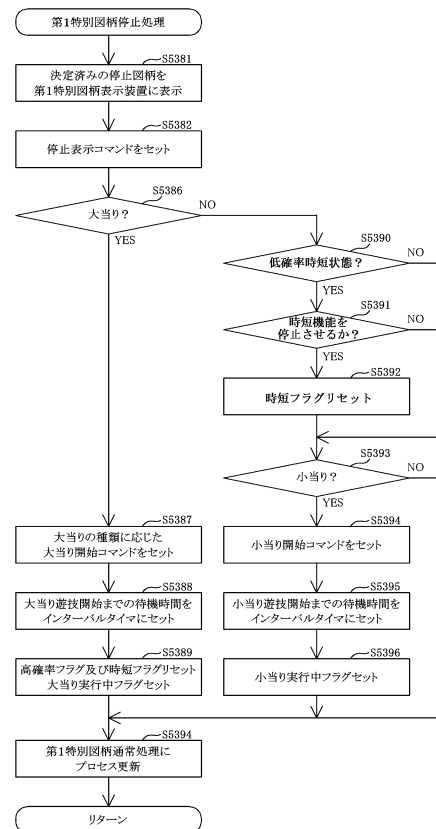 第1特別図柄停止処理
S5381
決定済みの停止図柄を
第1特別図柄表示装置に表示
S5382
停止表示コマンドをセット
S5386
大当り？
NO
YES
S5390
低確率時短状態？
NO
YES
S5391
時短機能を
停止させるか？
NO
YES
S5392
時短フラグリセット
S5393
小当り？
NO
YES
S5387
大当りの種類に応じた
大当り開始コマンドをセット
S5394
小当り開始コマンドをセット
S5388
大当り遊技開始までの待機時間を
インターバルタイマにセット
S5395
小当り遊技開始までの待機時間を
インターバルタイマにセット
S5389
高確率フラグ及び時短フラグリセット
大当り実行中フラグセット
S5396
小当り実行中フラグセット
S5394
第1特別図柄通常処理に
プロセス更新
リターン